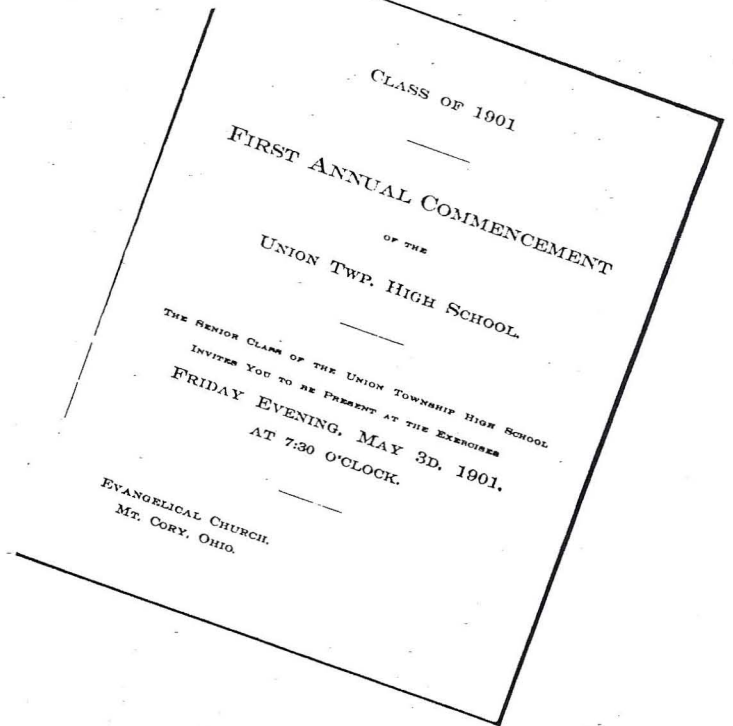 CLASS OF 1901
FIRST ANNUAL COMMENCEMENT
OF THE
UNION TWP. HIGH SCHOOL.
THE SENIOR CLASS OF THE UNION TOWNSHIP HIGH SCHOOL
INVITES YOU TO BE PRESENT AT THE EXERCISES
FRIDAY EVENING, MAY 3D, 1901,
AT 7:30 O'CLOCK.
EVANGELICAL CHURCH,
MT. CORY, OHIO.